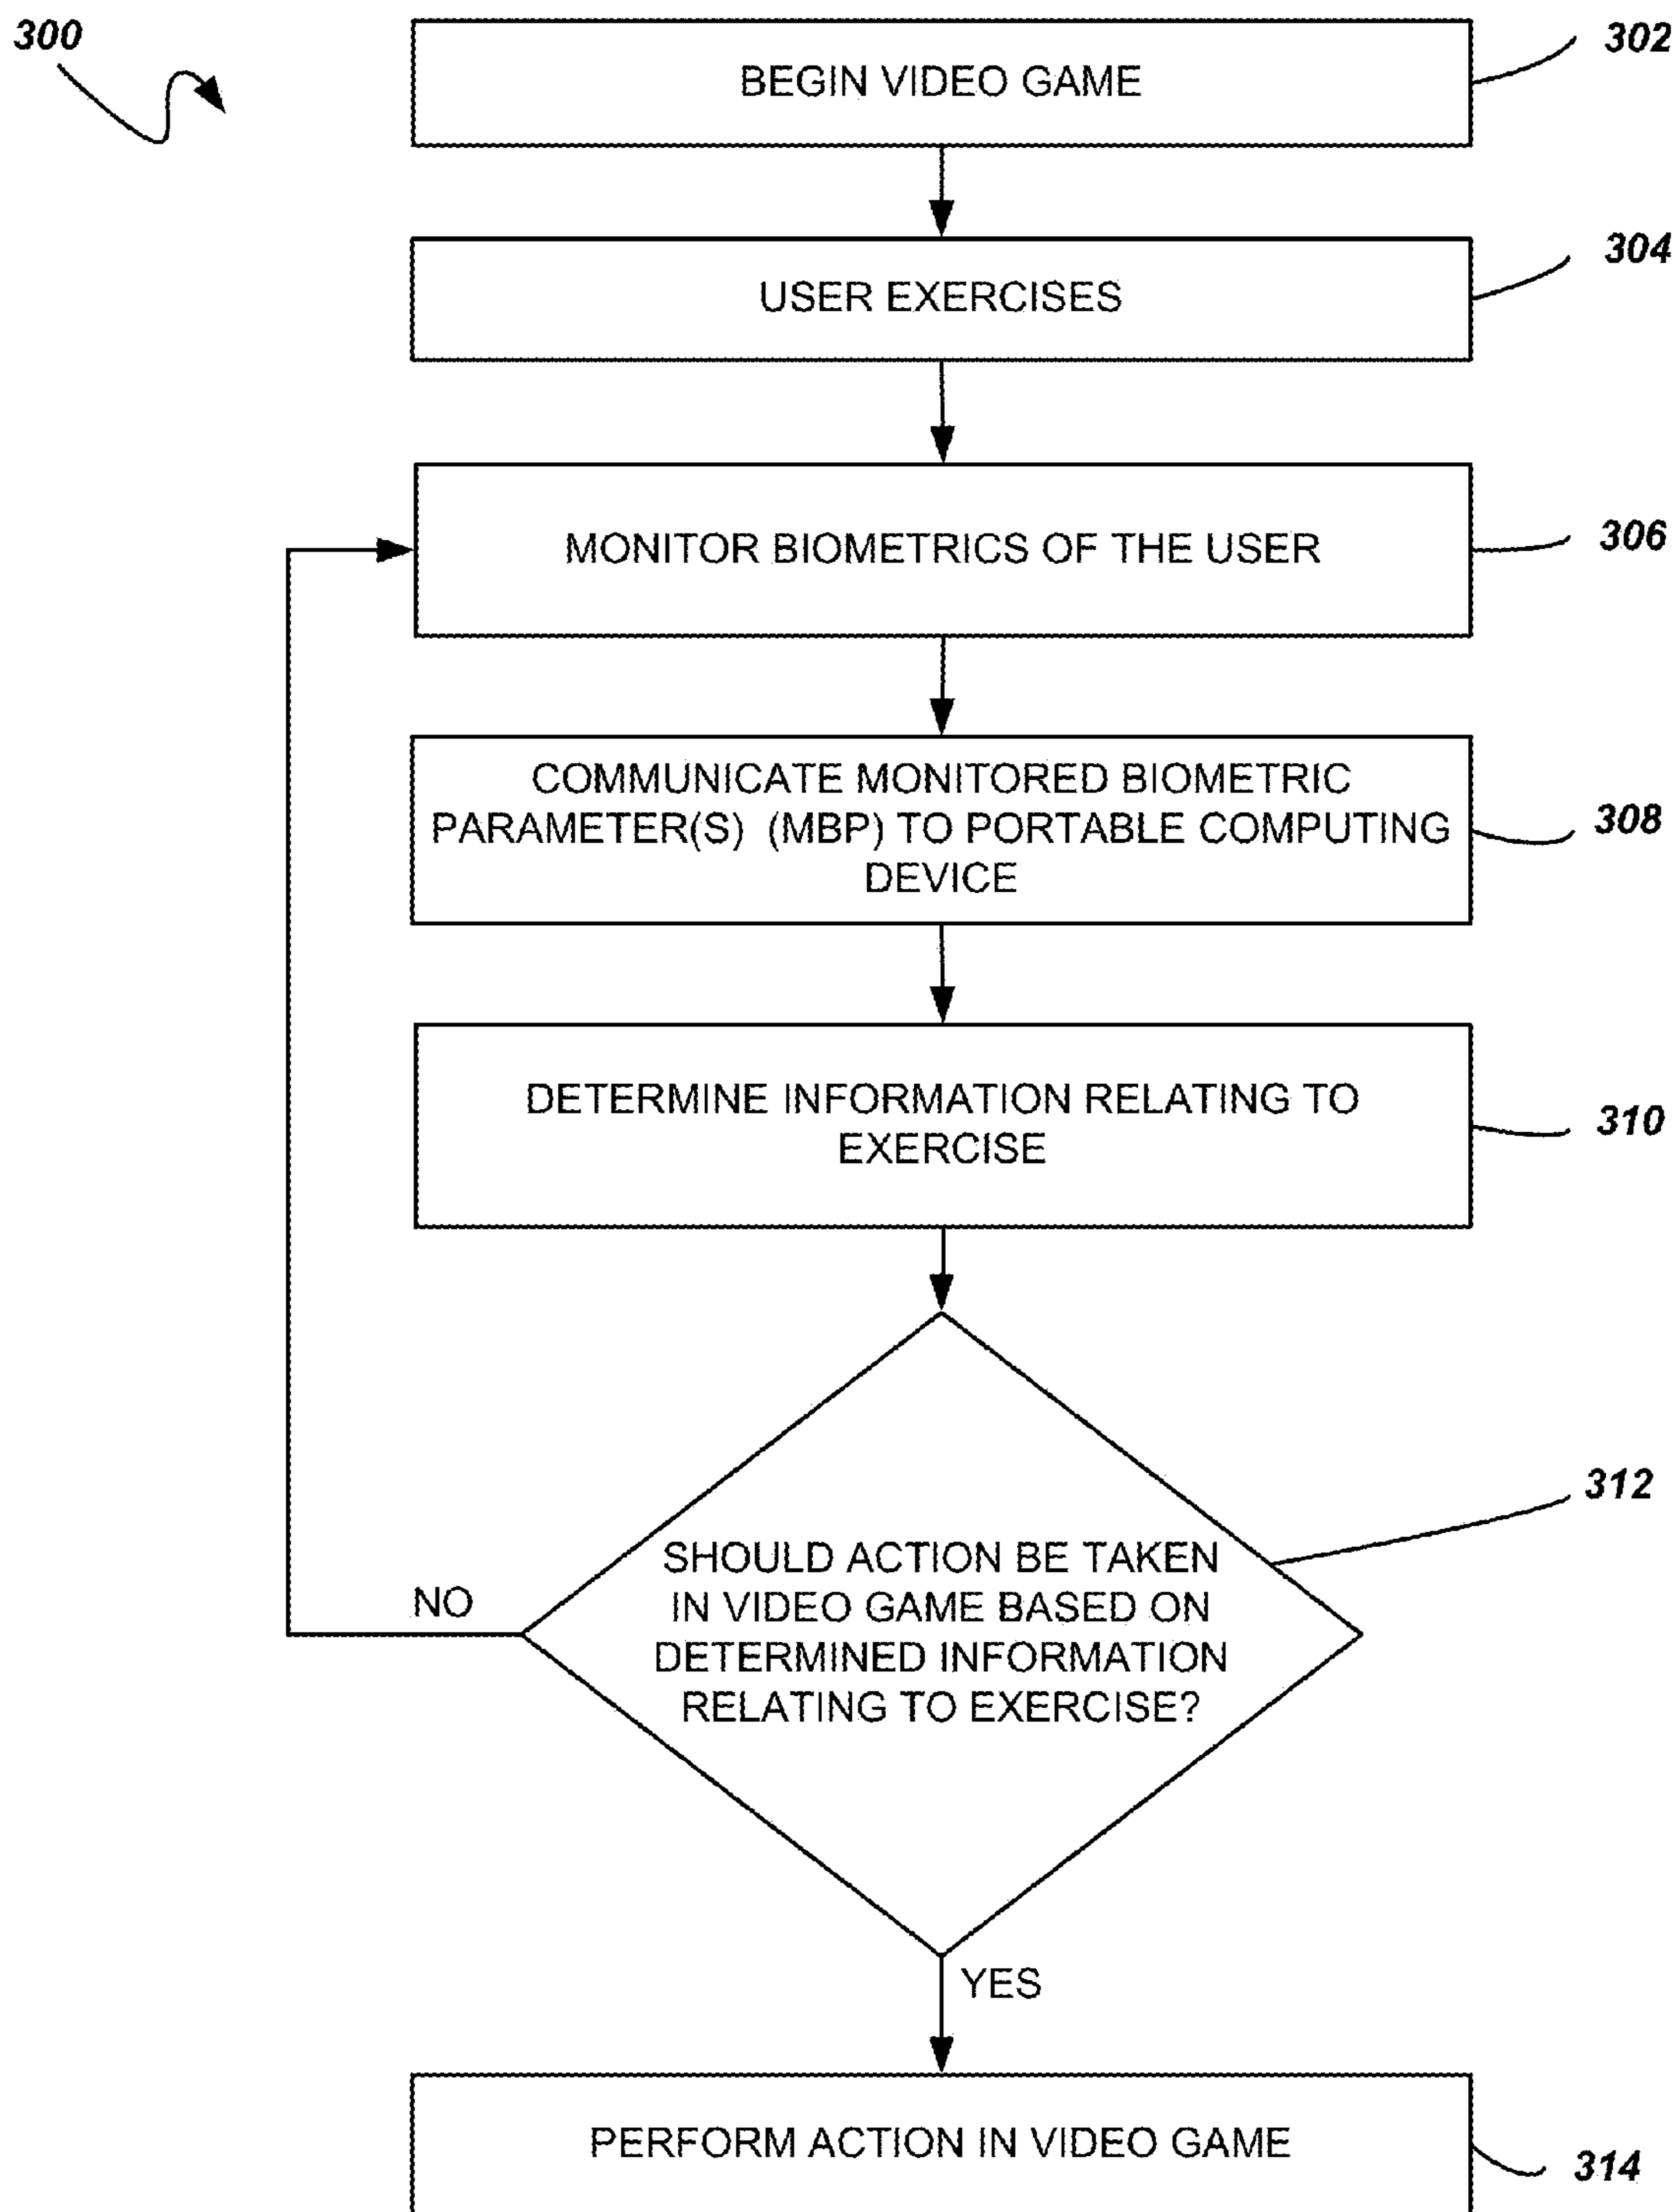 300
302
BEGIN VIDEO GAME
304
USER EXERCISES
306
MONITOR BIOMETRICS OF THE USER
COMMUNICATE MONITORED BIOMETRIC
PARAMETER(S) (MBP) TO PORTABLE COMPUTING
DEVICE
308
DETERMINE INFORMATION RELATING TO
EXERCISE
310
312
SHOULD ACTION BE TAKEN
IN VIDEO GAME BASED ON
DETERMINED INFORMATION
RELATING TO EXERCISE?
NO
YES
PERFORM ACTION IN VIDEO GAME
314